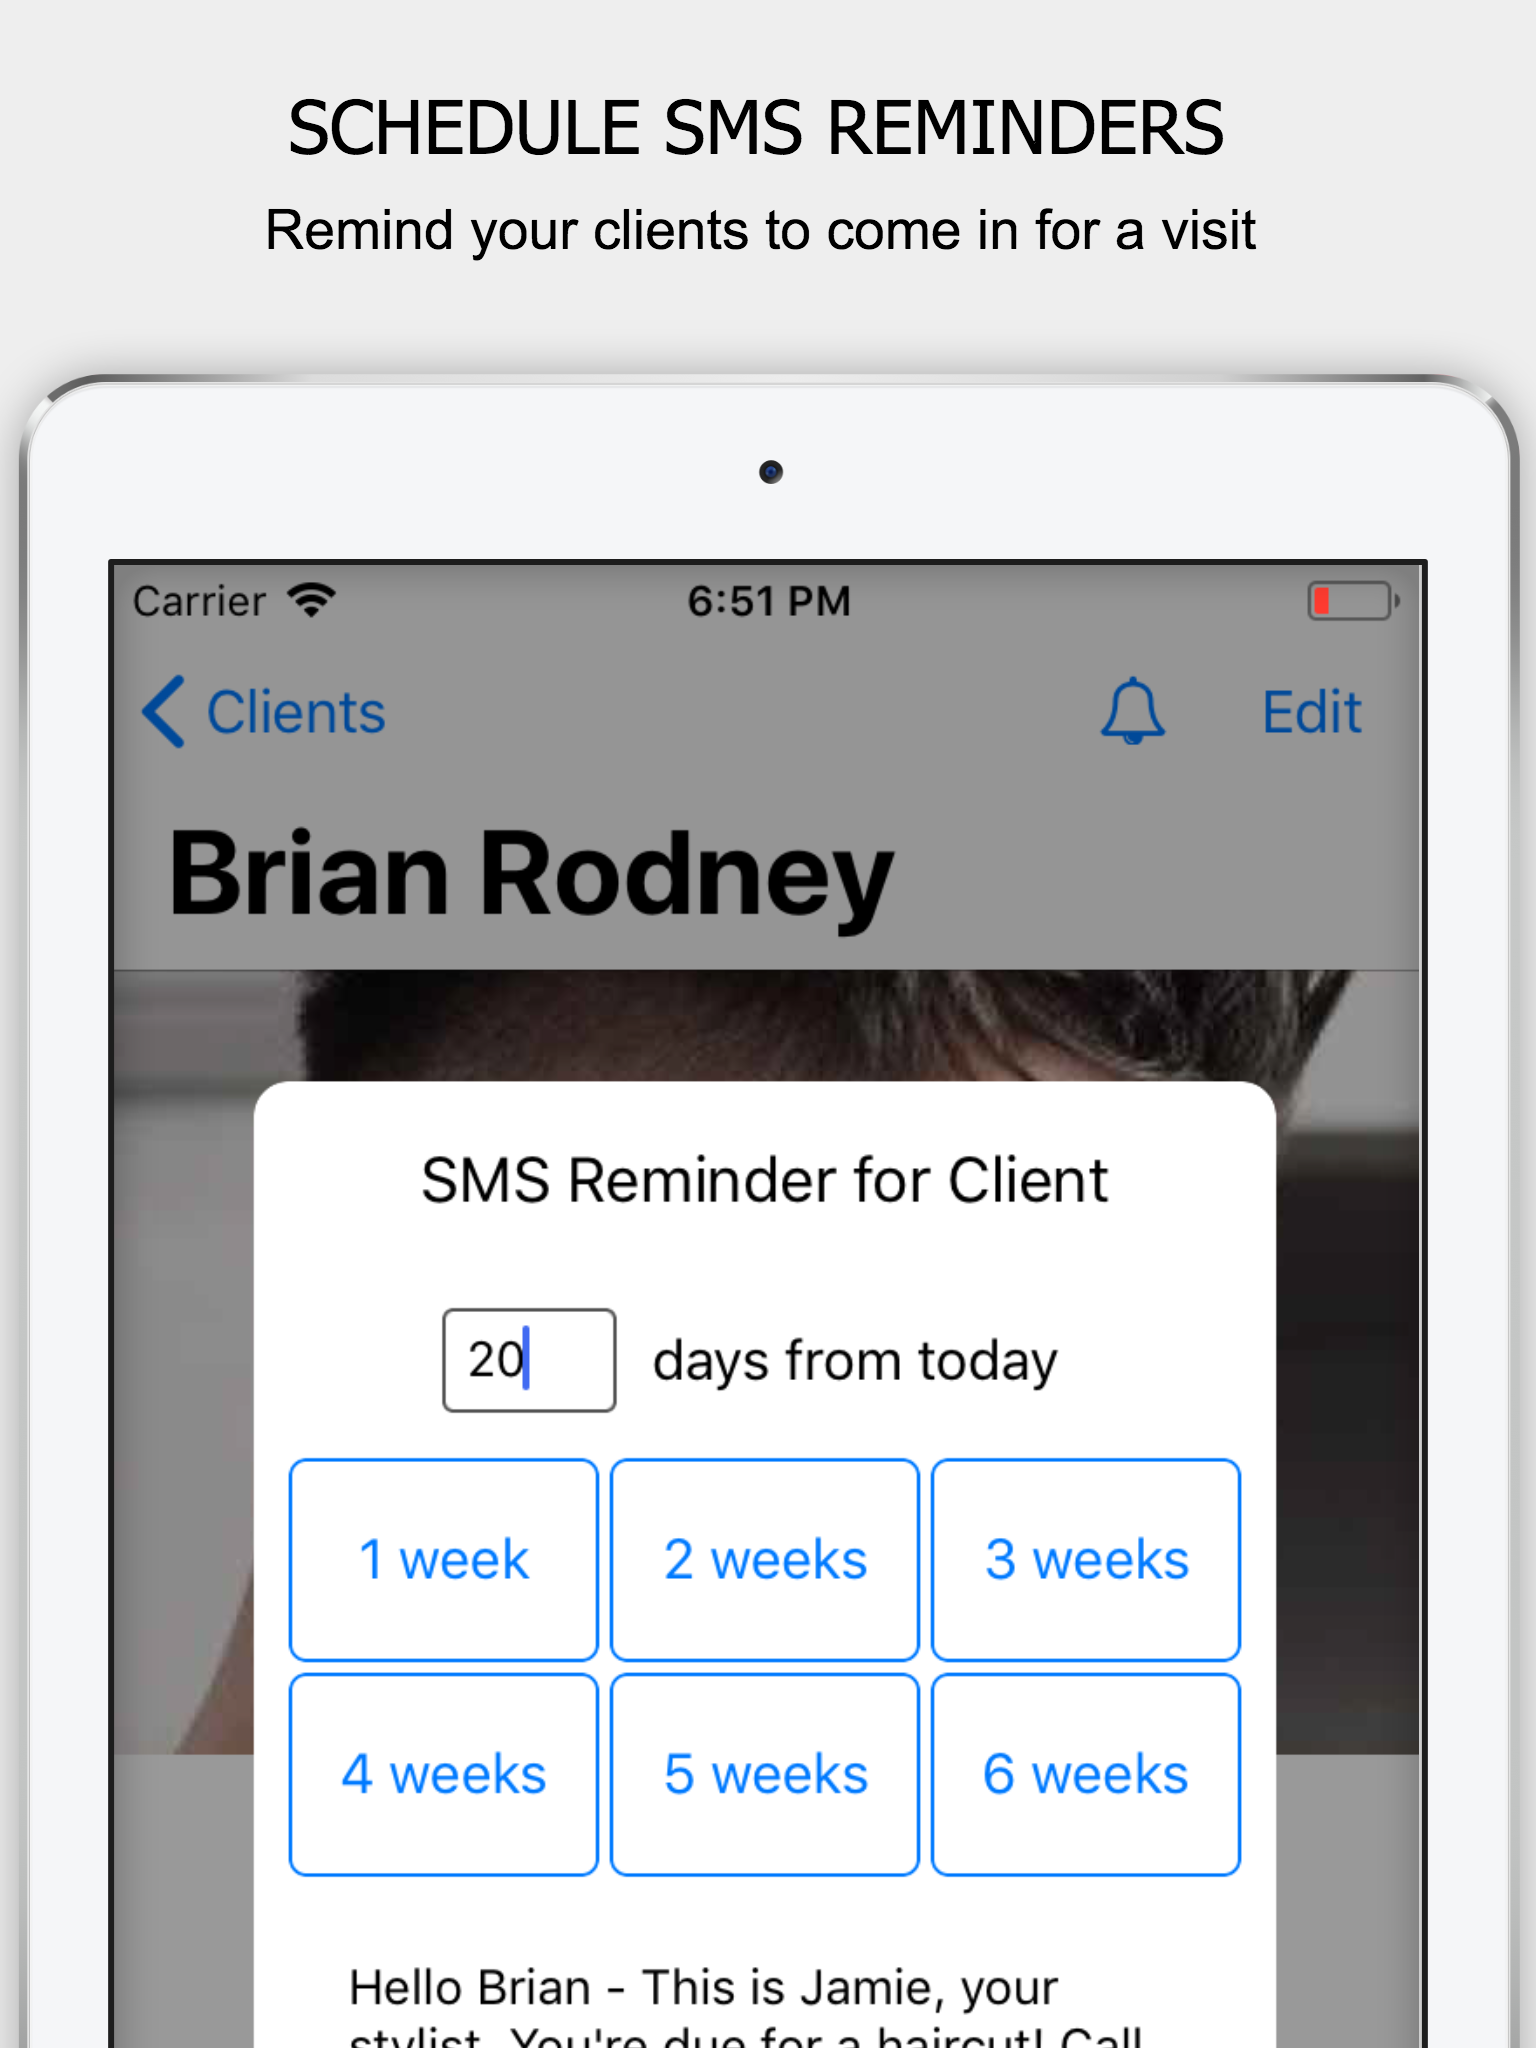 SCHEDULE SMS REMINDERS
Remind your clients to come in for a visit
Carrier 6:51 PM
Clients Edit
Brian Rodney
SMS Reminder for Client
20 days from today
1 week 2 weeks 3 weeks
4 weeks 5 weeks 6 weeks
Hello Brian - This is Jamie, your
stylist. You're due for a haircut! Call